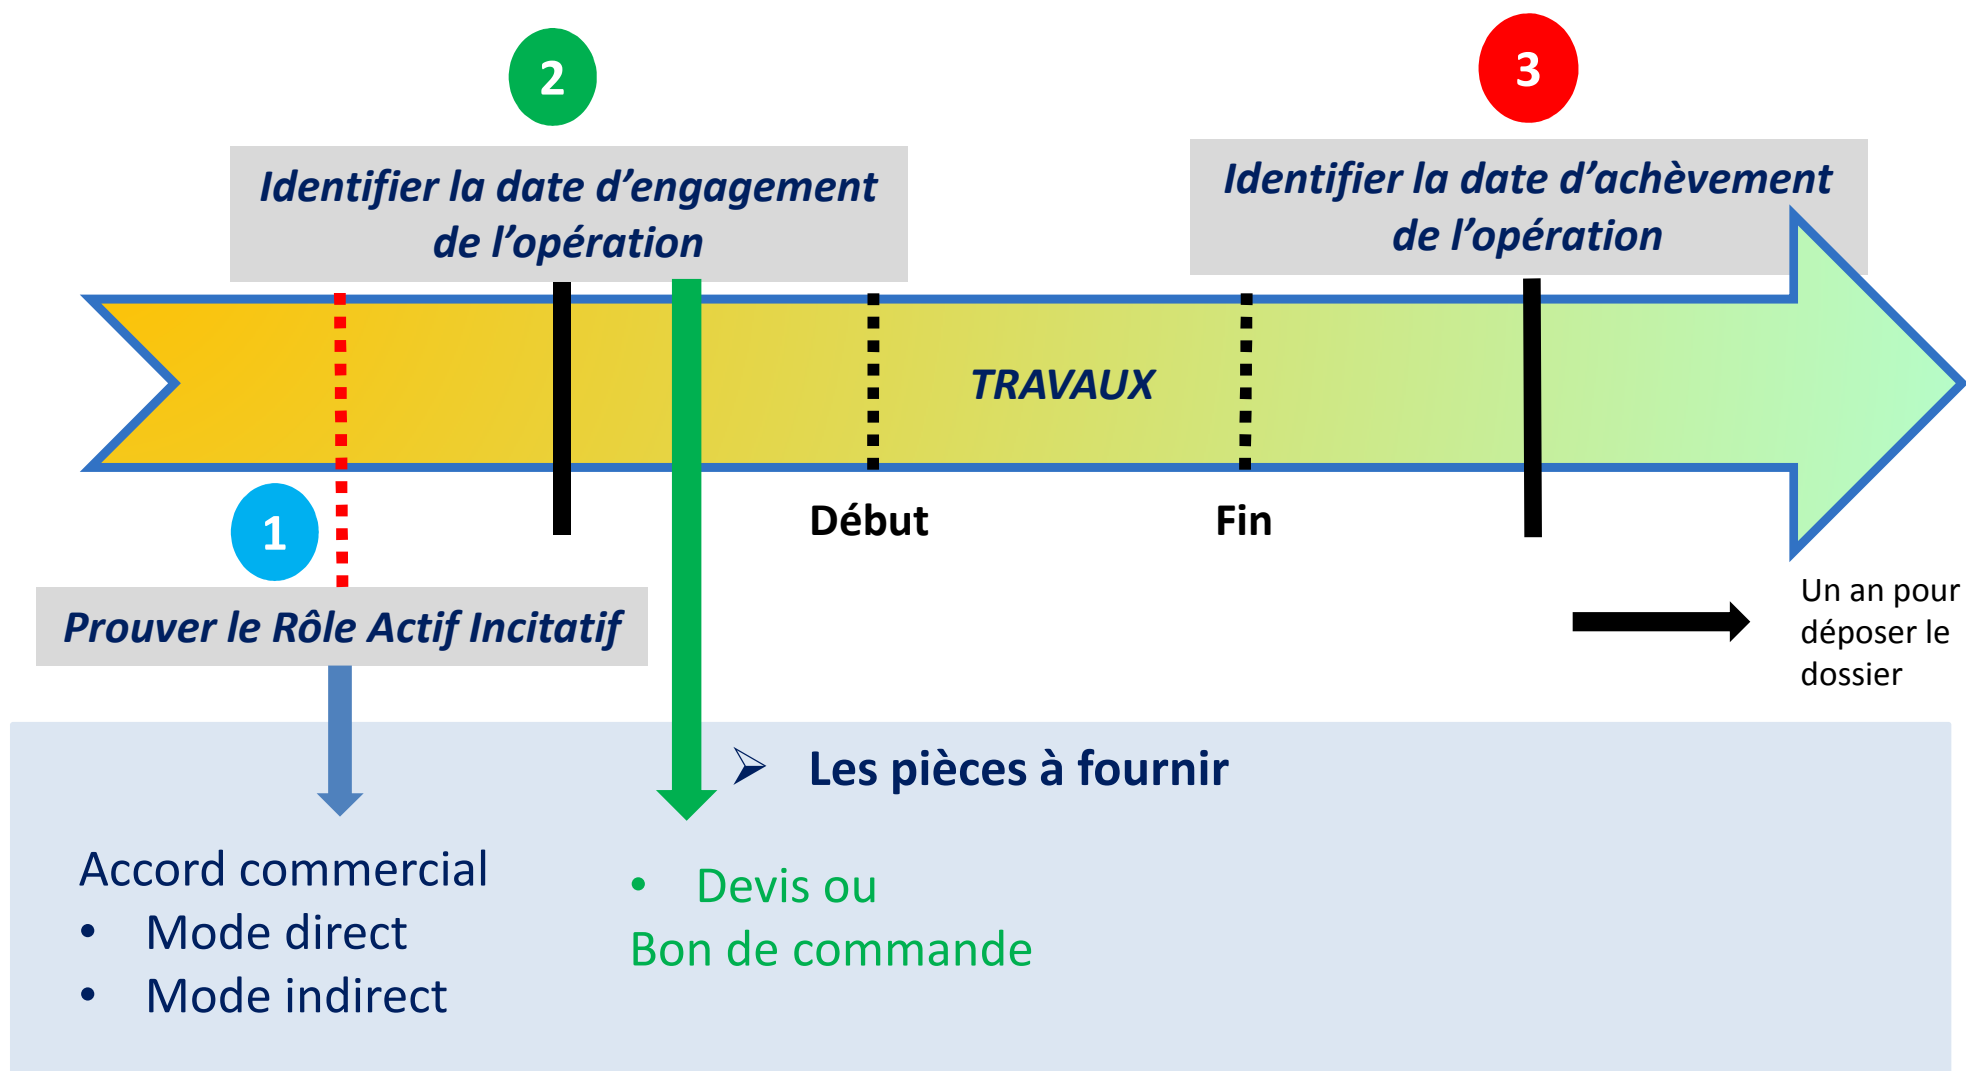 2
3
Identifier la date d’engagement
de l’opération
Identifier la date d’achèvement
de l’opération
TRAVAUX
1
Début
Fin
Prouver le Rôle Actif Incitatif
Un an pour
déposer le
dossier
➢ Les pièces à fournir
Accord commercial
• Mode direct
• Mode indirect
• Devis ou
Bon de commande